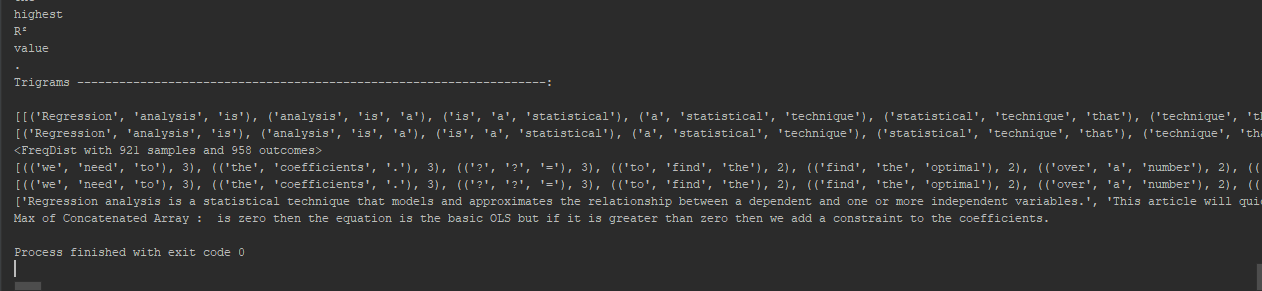 highest
R²
value
.
Trigrams -------------------------------------------------------------------:
[[('Regression', 'analysis', 'is'), ('analysis', 'is', 'a'), ('is', 'a', 'statistical'), ('a', 'statistical', 'technique'), ('statistical', 'technique', 'that'), ('technique', 'th
[('Regression', 'analysis', 'is'), ('analysis', 'is', 'a'), ('is', 'a', 'statistical'), ('a', 'statistical', 'technique'), ('statistical', 'technique', 'that'), ('technique', 'tha
<FreqDist with 921 samples and 958 outcomes>
[(('we', 'need', 'to'), 3), (('the', 'coefficients', '.'), 3), (('?', '?', '='), 3), (('to', 'find', 'the'), 2), (('find', 'the', 'optimal'), 2), (('over', 'a', 'number'), 2), ((
[(('we', 'need', 'to'), 3), (('the', 'coefficients', '.'), 3), (('?', '?', '='), 3), (('to', 'find', 'the'), 2), (('find', 'the', 'optimal'), 2), (('over', 'a', 'number'), 2), ((
['Regression analysis is a statistical technique that models and approximates the relationship between a dependent and one or more independent variables.', 'This article will qui
Max of Concatenated Array :  is zero then the equation is the basic OLS but if it is greater than zero then we add a constraint to the coefficients.
Process finished with exit code 0